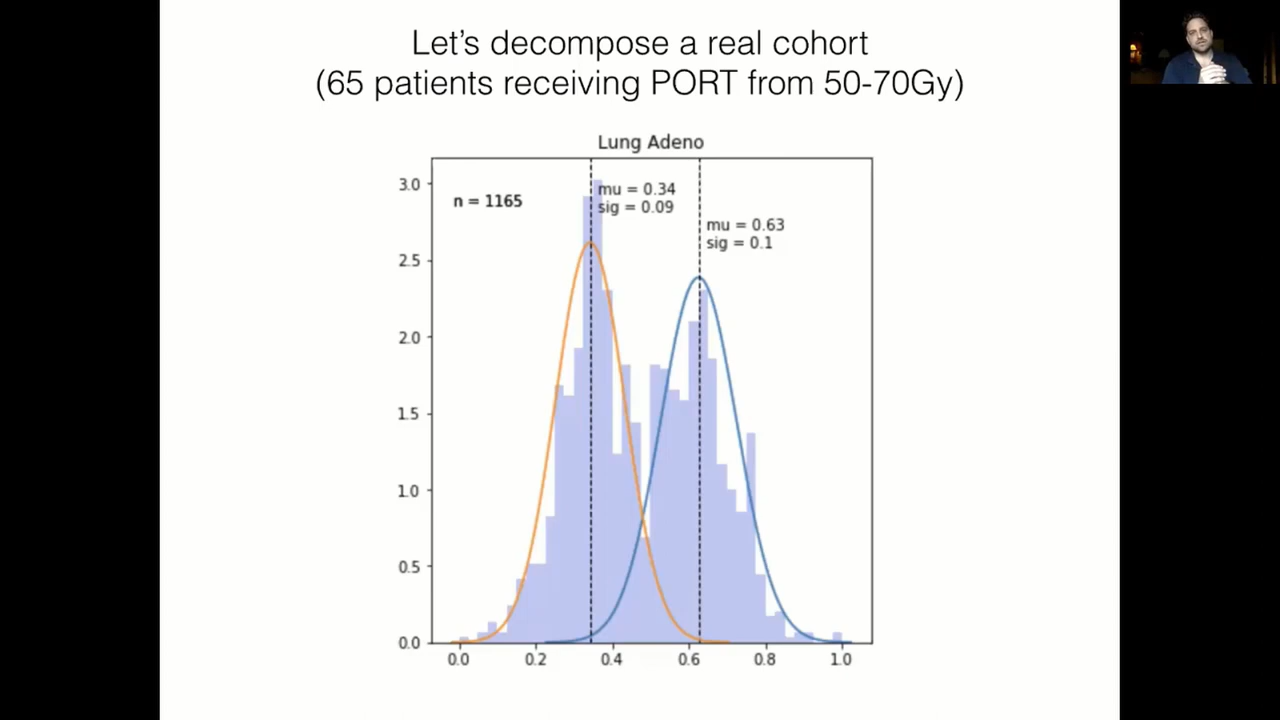 Let's decompose a real cohort
(65 patients receiving PORT from 50-70Gy)
Lung Adeno
n = 1165
mu = 0.34
sig = 0.09
mu = 0.63
sig = 0.1
3.0
2.5
2.0
1.5
1.0
0.5
0.0
0.0 0.2 0.4 0.6 0.8 1.0